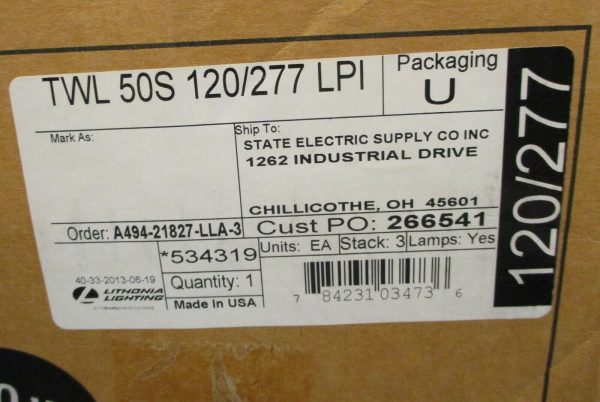 TWL 50S 120/277 LPI
Packaging
U
120/277
Mark As:
Ship To:
STATE ELECTRIC SUPPLY CO INC
1262 INDUSTRIAL DRIVE
CHILLICOTHE, OH 45601
Order: A494-21827-LLA-3
Cust PO: 266541
*534319
Units: EA
Stack: 3
Lamps: Yes
40-33-2013-06-19
LITHONIA
LIGHTING
Quantity: 1
Made in USA
7 84231 03473 6